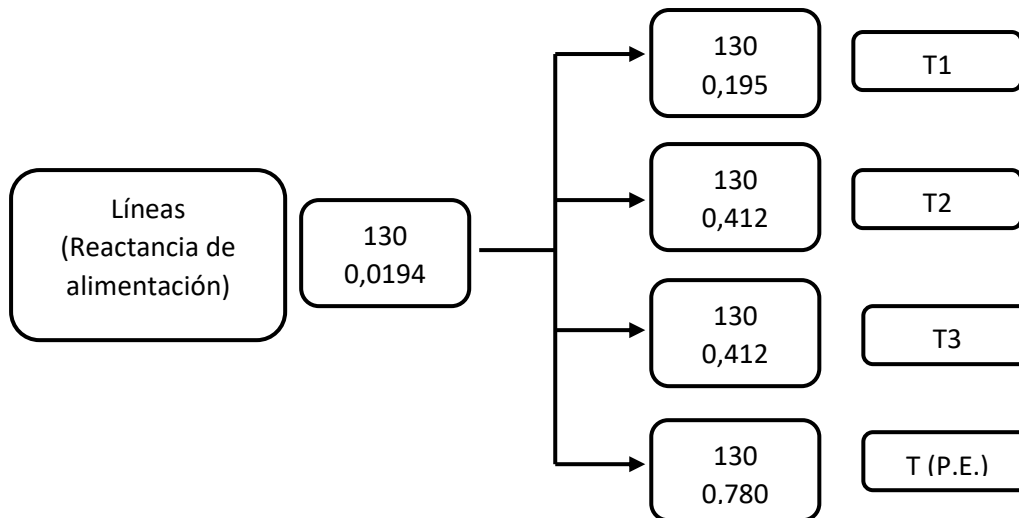 130
0,195
T1
Líneas
(Reactancia de
alimentación)
130
0,0194
130
0,412
T2
130
0,412
T3
130
0,780
T (P.E.)